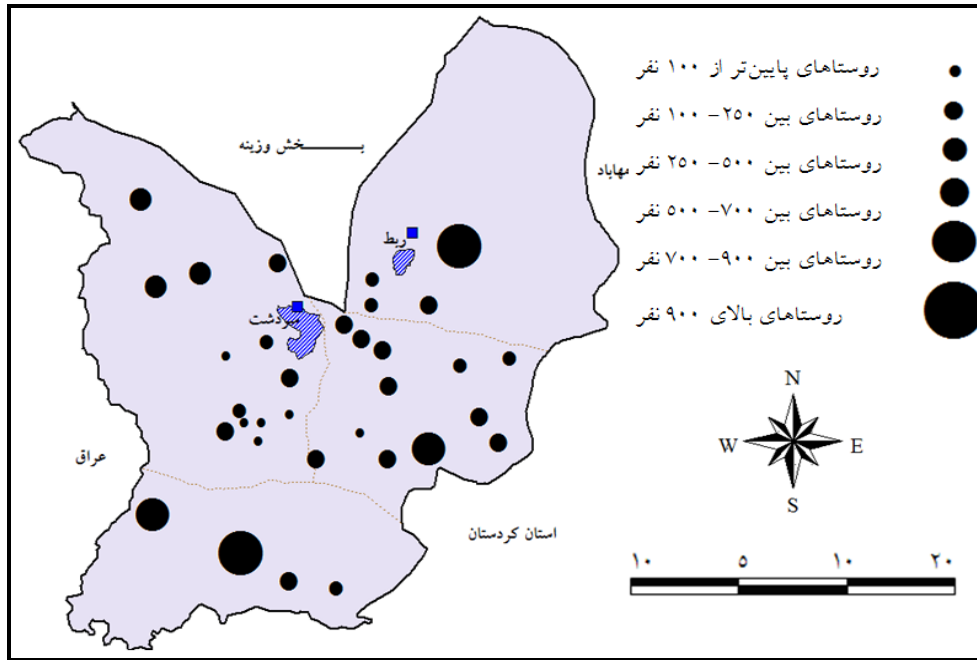 روستاهای پایین‌تر از ۱۰۰ نفر
روستاهای بین ۲۵۰- ۱۰۰ نفر
روستاهای بین ۵۰۰- ۲۵۰ نفر
روستاهای بین ۷۰۰- ۵۰۰ نفر
روستاهای بین ۹۰۰- ۷۰۰ نفر
روستاهای بالای ۹۰۰ نفر
بـــــخش وزینه
مهاباد
ربط
سردشت
عراق
استان کردستان
N
W E
S
۱۰ ۵ ۱۰ ۲۰